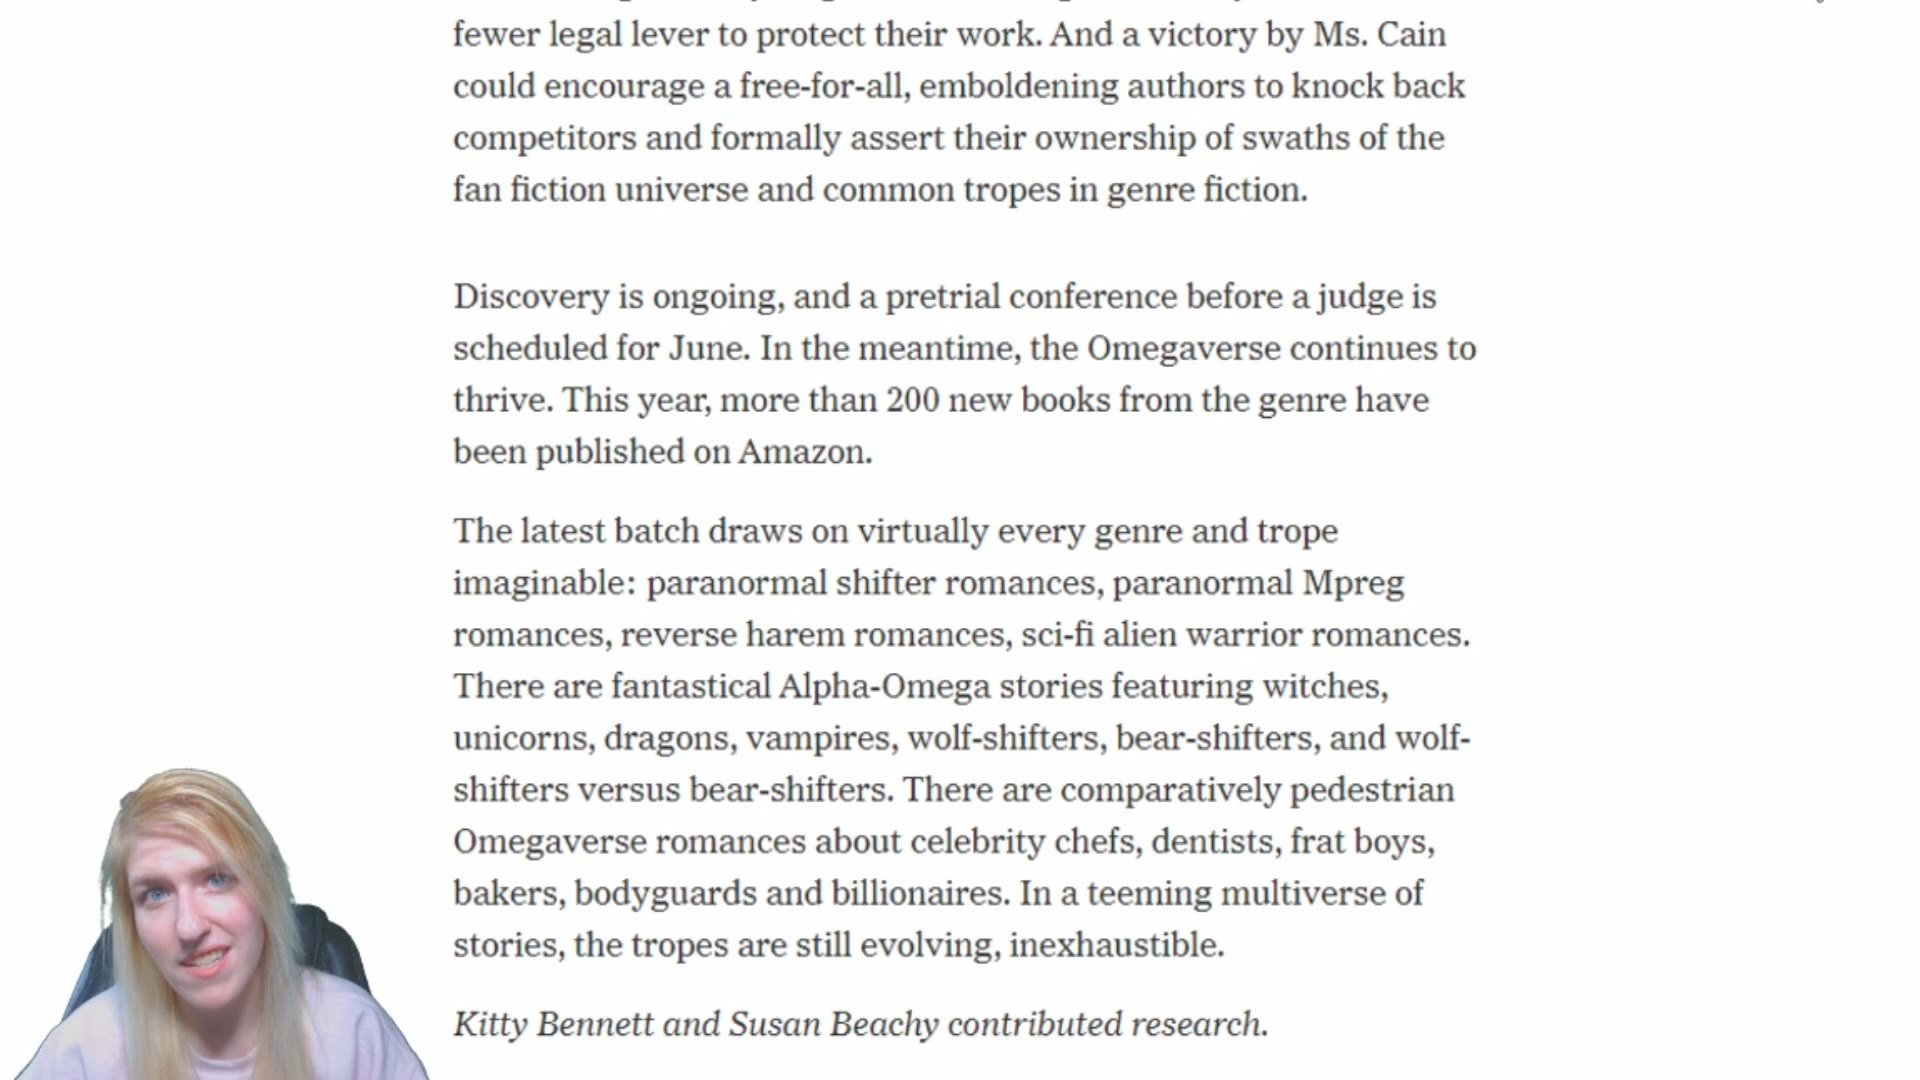 fewer legal lever to protect their work. And a victory by Ms. Cain
could encourage a free-for-all, emboldening authors to knock back
competitors and formally assert their ownership of swaths of the
fan fiction universe and common tropes in genre fiction.
Discovery is ongoing, and a pretrial conference before a judge is
scheduled for June. In the meantime, the Omegaverse continues to
thrive. This year, more than 200 new books from the genre have
been published on Amazon.
The latest batch draws on virtually every genre and trope
imaginable: paranormal shifter romances, paranormal Mpreg
romances, reverse harem romances, sci-fi alien warrior romances.
There are fantastical Alpha-Omega stories featuring witches,
unicorns, dragons, vampires, wolf-shifters, bear-shifters, and wolf-
shifters versus bear-shifters. There are comparatively pedestrian
Omegaverse romances about celebrity chefs, dentists, frat boys,
bakers, bodyguards and billionaires. In a teeming multiverse of
stories, the tropes are still evolving, inexhaustible.
Kitty Bennett and Susan Beachy contributed research.